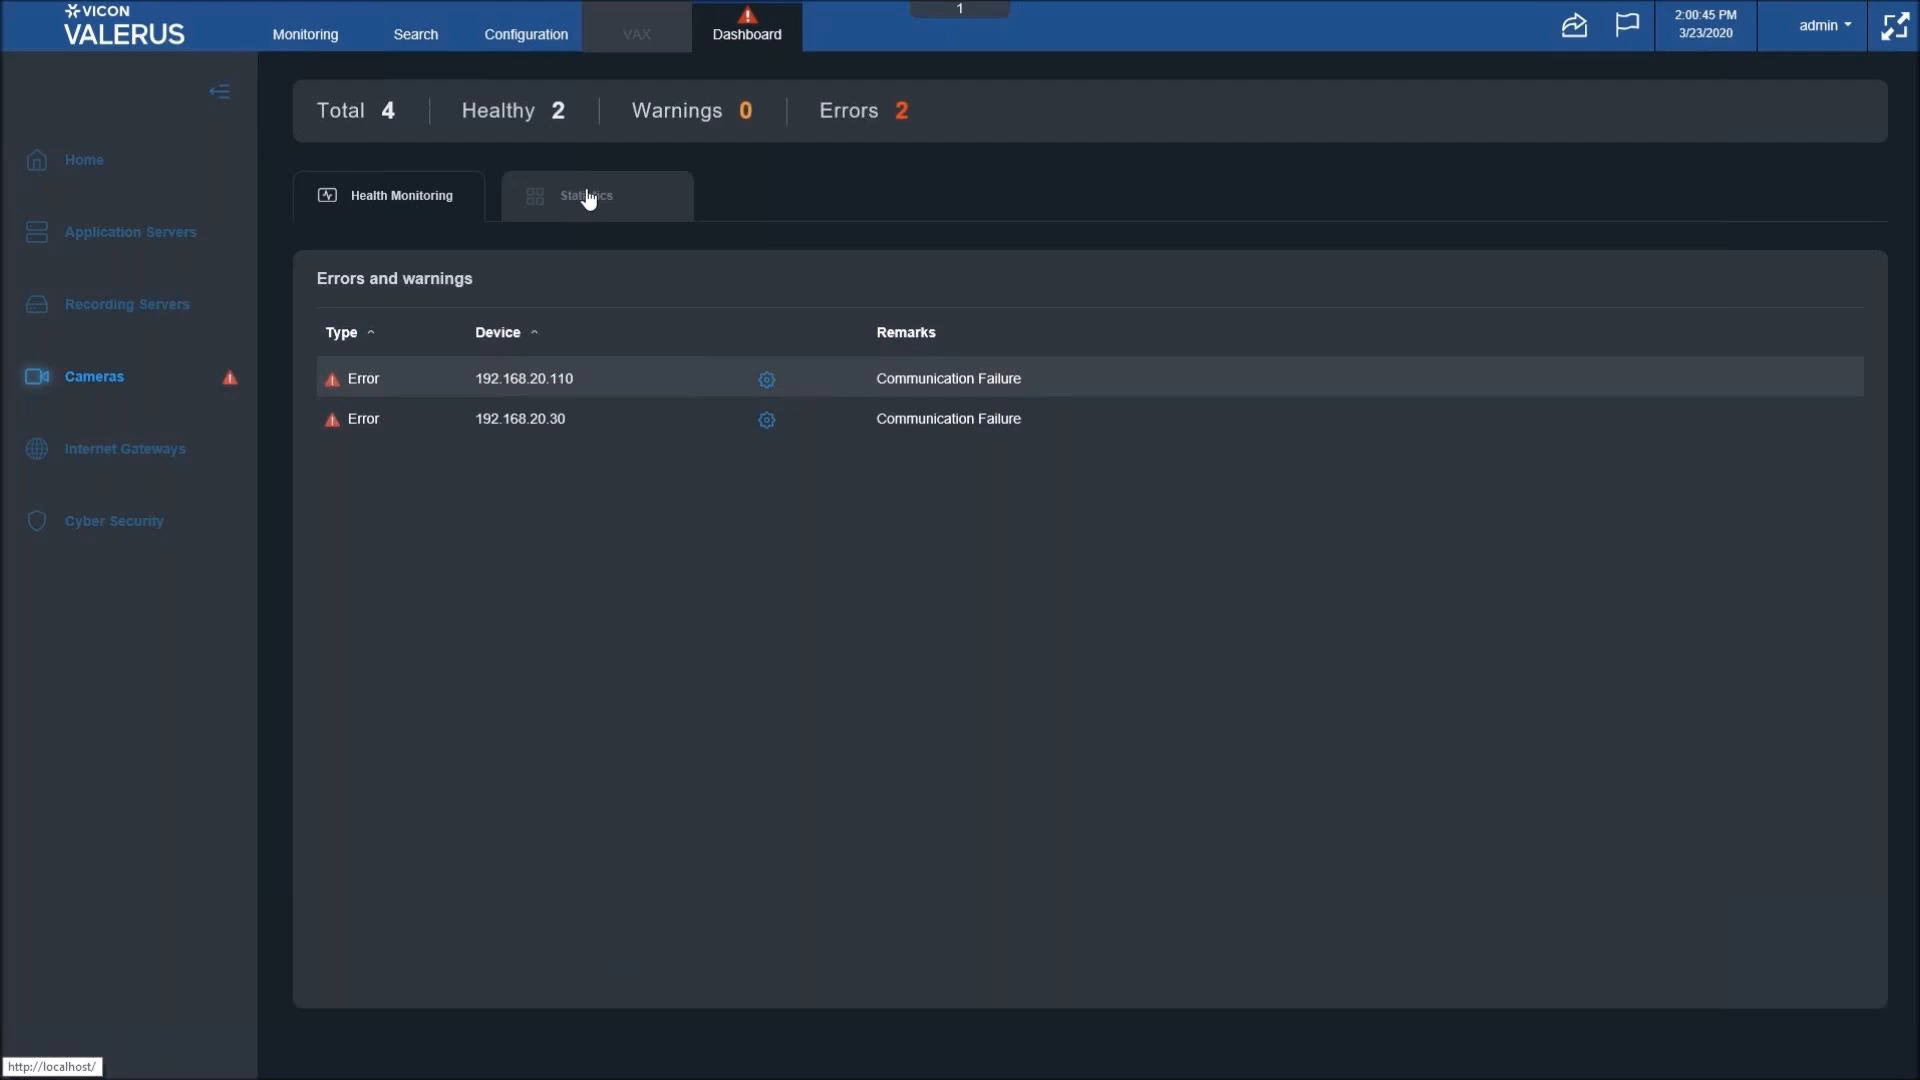 VICON
VALERUS
Monitoring
Search
Configuration
VAX
Dashboard
1
2:00:45 PM
3/23/2020
admin
Total 4
Healthy 2
Warnings 0
Errors 2
Home
Application Servers
Recording Servers
Cameras
Internet Gateways
Cyber Security
Health Monitoring
Statistics
Errors and warnings
Type Device Remarks
Error 192.168.20.110 Communication Failure
Error 192.168.20.30 Communication Failure
http://localhost/